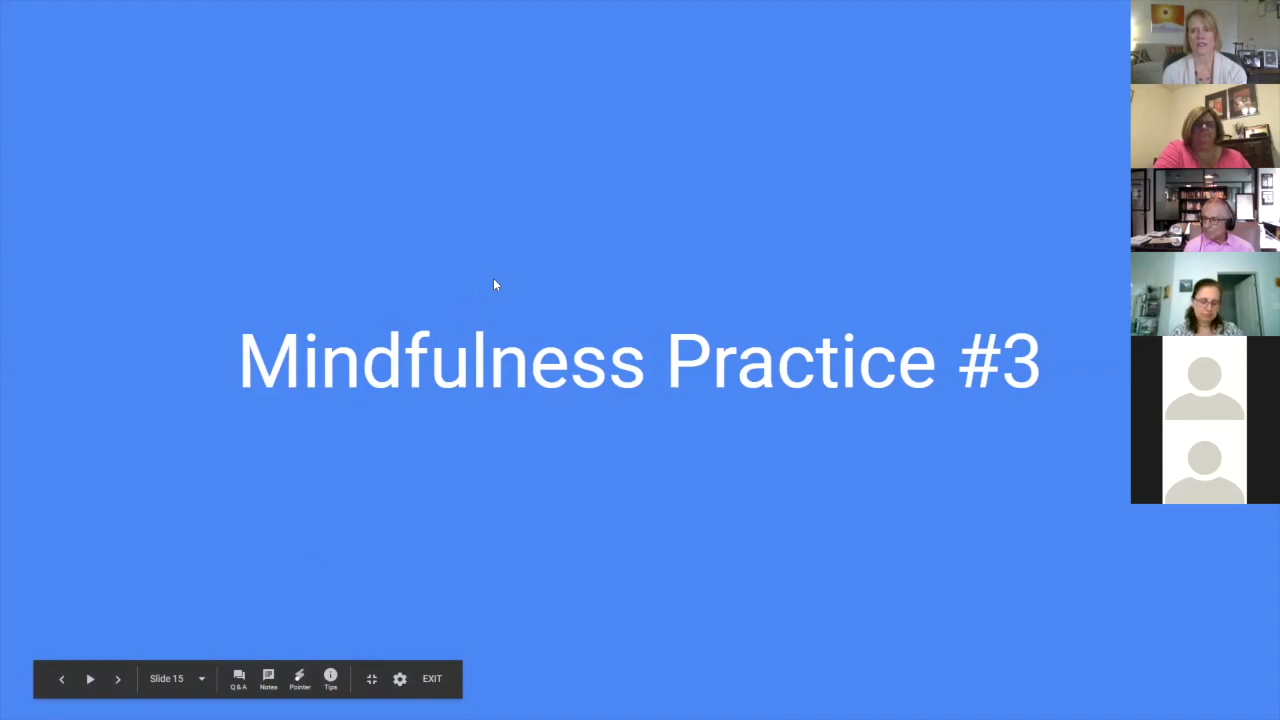 Mindfulness Practice #3
Slide 15
Q & A
Notes
Pointer
Tips
EXIT